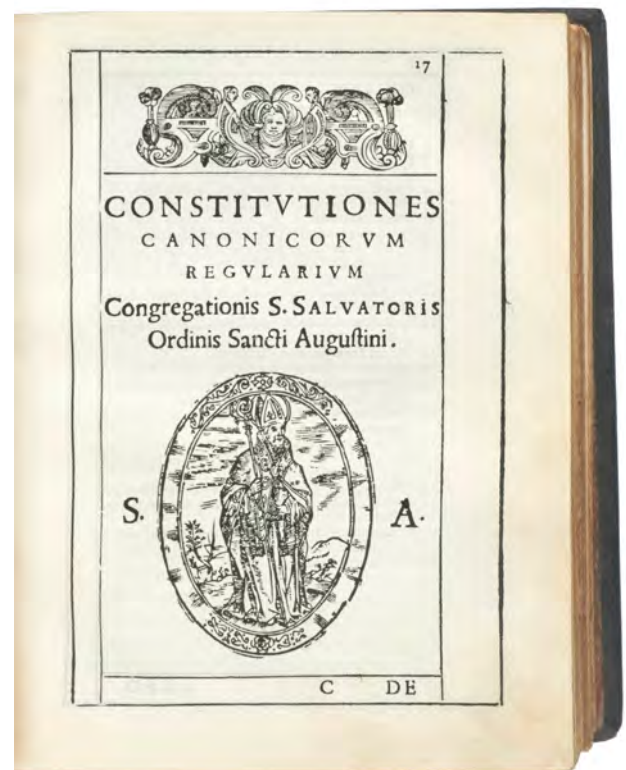 17
CONSTITVTIONES
CANONICORVM
REGVLARIVM
Congregationis S. SALVATORIS
Ordinis Sancti Auguſtini.
S. A.
C DE